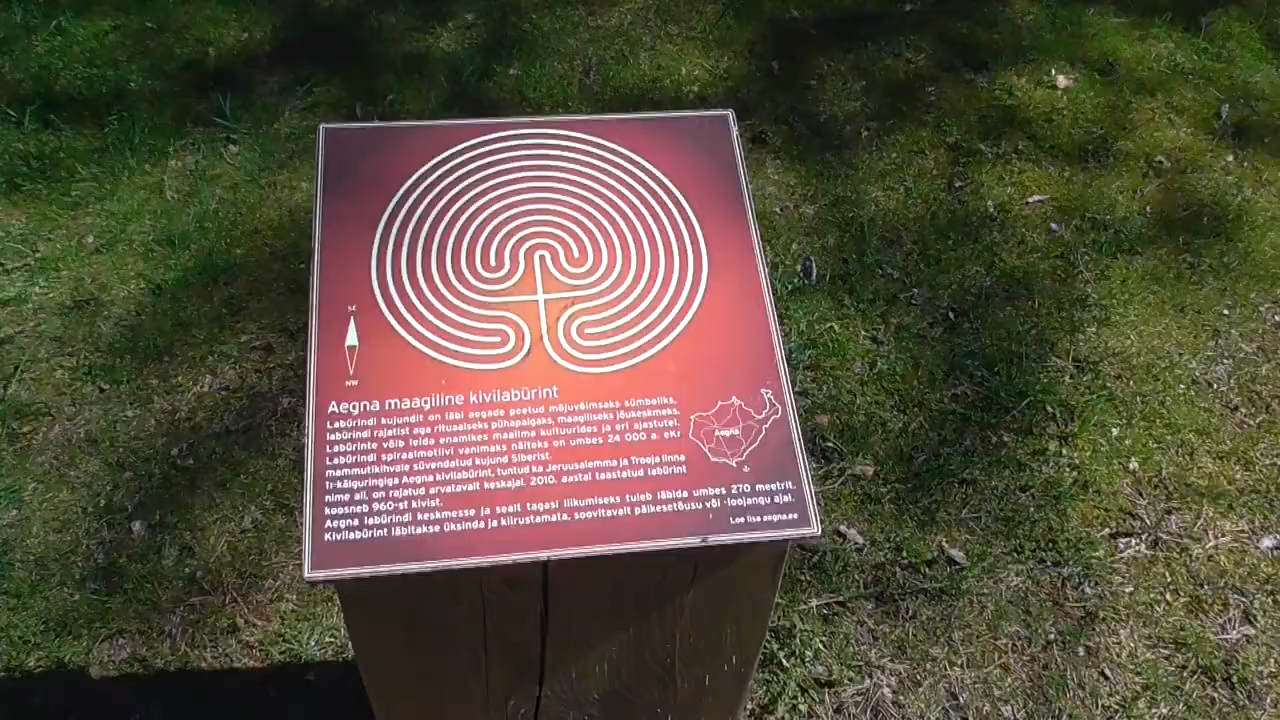 SE
NW
Aegna maagiline kivilabürint
Labürindi kujundit on läbi aegade peetud mõjuvõimsaks sümboliks,
labürindi rajatist aga rituaalseks pühapaigaks, maagiliseks jõukeskmeks.
Labürinte võib leida enamikes maailma kultuurides ja eri ajastutel.
Labürindi spiraalmotiivi vanimaks näiteks on umbes 24 000 a. eKr
mammutikihvale süvendatud kujund Siberist.
11-käiguringiga Aegna kivilabürint, tuntud ka Jeruusalemma ja Trooja linna
nime all, on rajatud arvatavalt keskajal. 2010. aastal taastatud labürint
koosneb 960-st kivist.
Aegna labürindi keskmesse ja sealt tagasi liikumiseks tuleb läbida umbes 270 meetrit.
Kivilabürint läbitakse üksinda ja kiirustamata, soovitavalt päikesetõusu või -loojangu ajal.
Aegna
Loe lisa aegna.ee